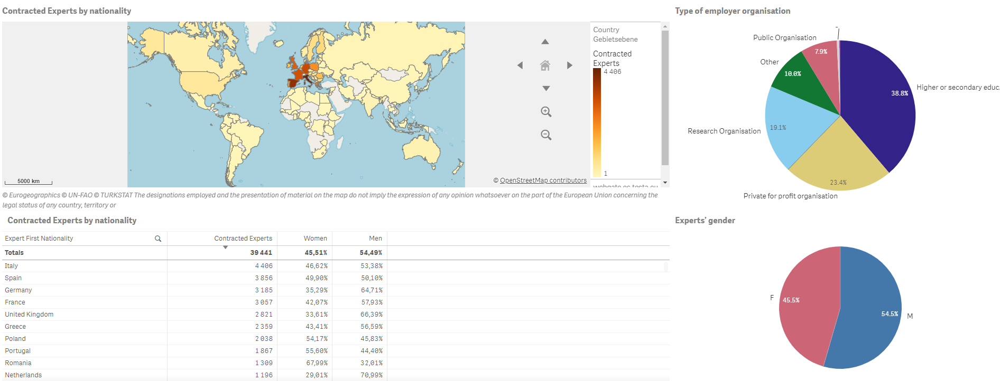 Contracted Experts by nationality
Country
Gebietsebene
Contracted
Experts
4 406
1
5000 km
© OpenStreetMap contributors
© Eurogeographics © UN-FAO © TURKSTAT The designations employed and the presentation of material on the map do not imply the expression of any opinion whatsoever on the part of the European Union concerning the
legal status of any country, territory or
Type of employer organisation
-
Public Organisation
7.9%
Other
10.0%
Higher or secondary educ.
38.8%
Research Organisation
19.1%
23.4%
Private for profit organisation
Contracted Experts by nationality
Expert First Nationality Contracted Experts Women Men
Totals 39 441 45,51% 54,49%
Italy 4 406 46,62% 53,38%
Spain 3 856 49,90% 50,10%
Germany 3 185 35,29% 64,71%
France 3 057 42,07% 57,93%
United Kingdom 2 821 33,61% 66,39%
Greece 2 359 43,41% 56,59%
Poland 2 038 54,17% 45,83%
Portugal 1 867 55,60% 44,40%
Romania 1 309 67,99% 32,01%
Netherlands 1 196 29,01% 70,99%
Experts' gender
F
45.5%
54.5%
M